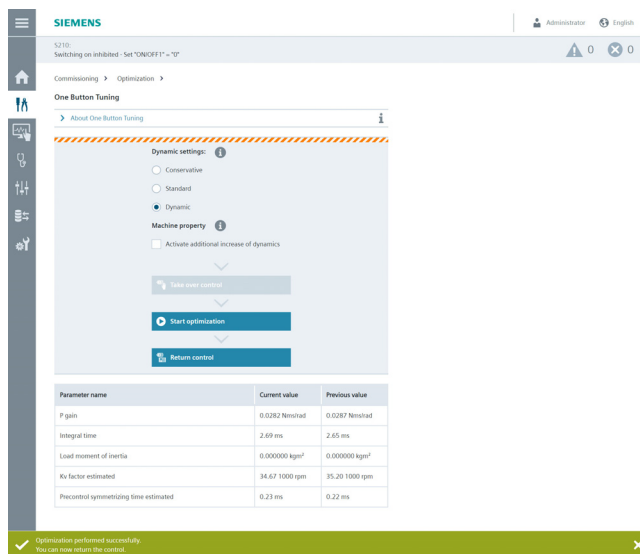 SIEMENS
Administrator
English
S210:
Switching on inhibited - Set "ON/OFF1" = "0"
0
0
Commissioning > Optimization >
One Button Tuning
> About One Button Tuning
Dynamic settings:
Conservative
Standard
Dynamic
Machine property
Activate additional increase of dynamics
Take over control
Start optimization
Return control
Parameter name Current value Previous value
P gain 0.0282 Nms/rad 0.0287 Nms/rad
Integral time 2.69 ms 2.65 ms
Load moment of inertia 0.000000 kgm² 0.000000 kgm²
Kv factor estimated 34.67 1000 rpm 35.20 1000 rpm
Precontrol symmetrizing time estimated 0.23 ms 0.22 ms
Optimization performed successfully.
You can now return the control.